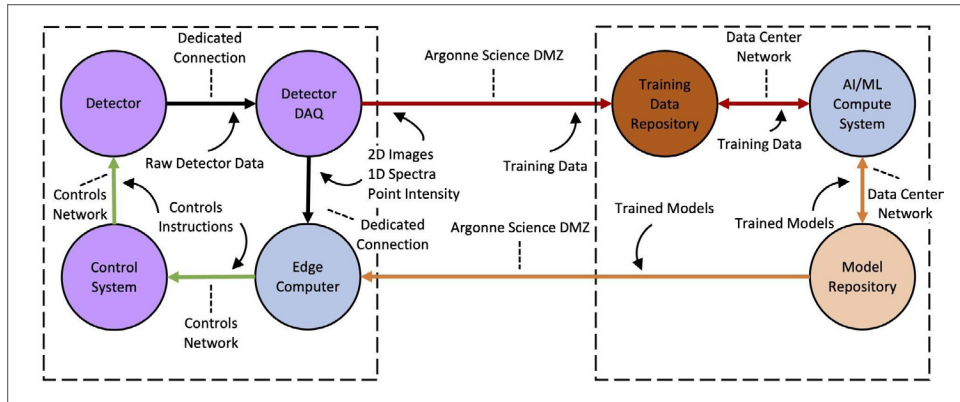 Dedicated
Connection
Argonne Science DMZ
Data Center
Network
Detector
Detector
DAQ
Training
Data
Repository
AI/ML
Compute
System
Raw Detector Data
2D Images
1D Spectra
Point Intensity
Training Data
Training Data
Controls
Network
Controls
Instructions
Dedicated
Connection
Argonne Science DMZ
Trained Models
Trained Models
Data Center
Network
Control
System
Edge
Computer
Model
Repository
Controls
Network